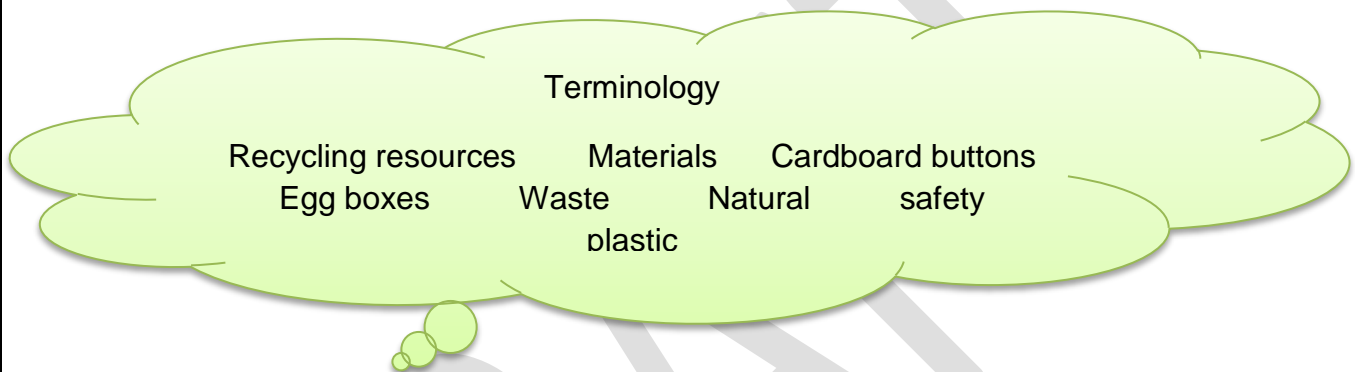 Terminology
Recycling resources Materials Cardboard buttons
Egg boxes Waste Natural safety
plastic